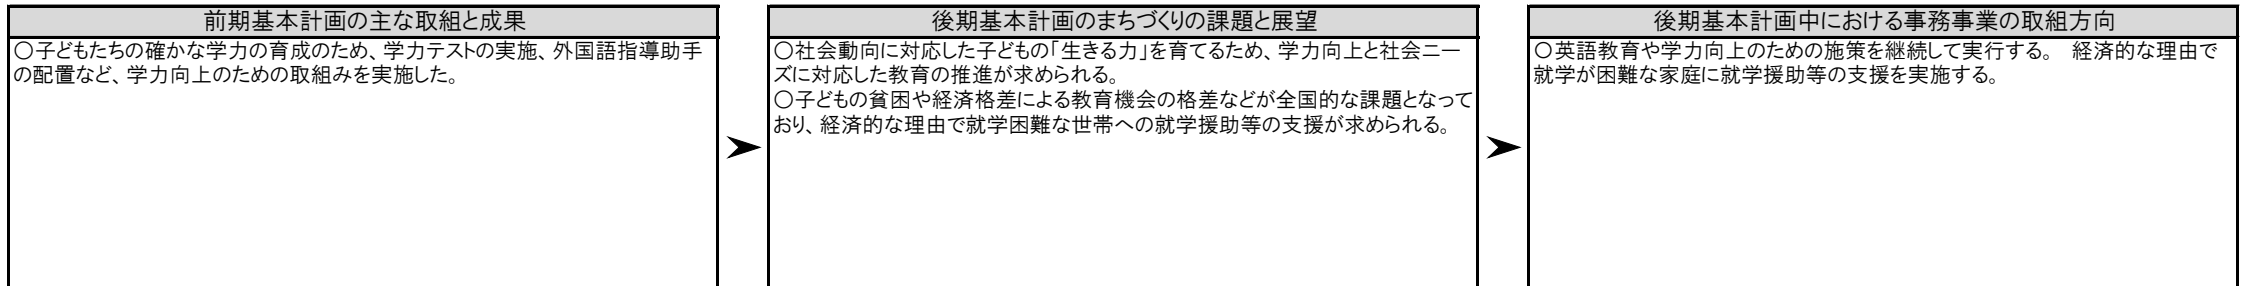 前期基本計画の主な取組と成果
〇子どもたちの確かな学力の育成のため、学力テストの実施、外国語指導助手
の配置など、学力向上のための取組みを実施した。
後期基本計画のまちづくりの課題と展望
〇社会動向に対応した子どもの「生きる力」を育てるため、学力向上と社会ニー
ズに対応した教育の推進が求められる。
〇子どもの貧困や経済格差による教育機会の格差などが全国的な課題となって
おり、経済的な理由で就学困難な世帯への就学援助等の支援が求められる。
後期基本計画中における事務事業の取組方向
〇英語教育や学力向上のための施策を継続して実行する。　経済的な理由で
就学が困難な家庭に就学援助等の支援を実施する。